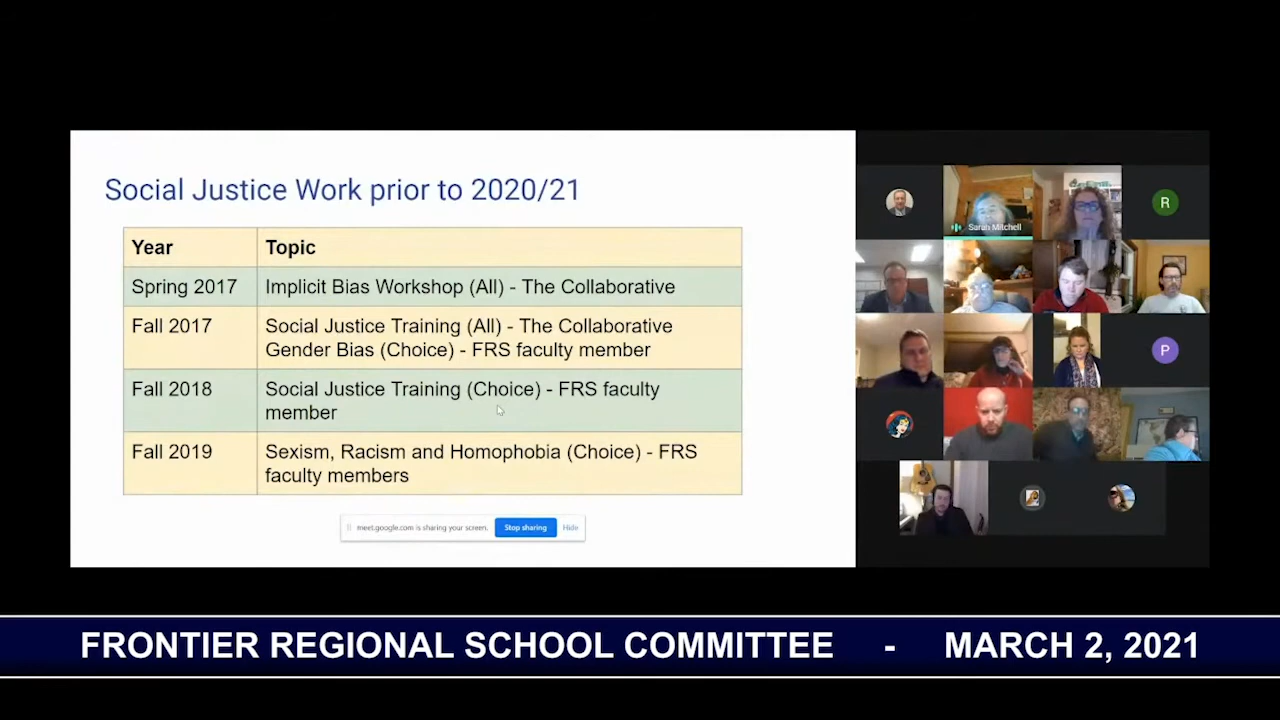 Social Justice Work prior to 2020/21
Year Topic
Spring 2017 Implicit Bias Workshop (All) - The Collaborative
Fall 2017 Social Justice Training (All) - The Collaborative
Gender Bias (Choice) - FRS faculty member
Fall 2018 Social Justice Training (Choice) - FRS faculty
member
Fall 2019 Sexism, Racism and Homophobia (Choice) - FRS
faculty members
meet.google.com is sharing your screen. Stop sharing Hide
R
Sarah Mitchell
P
FRONTIER REGIONAL SCHOOL COMMITTEE - MARCH 2, 2021